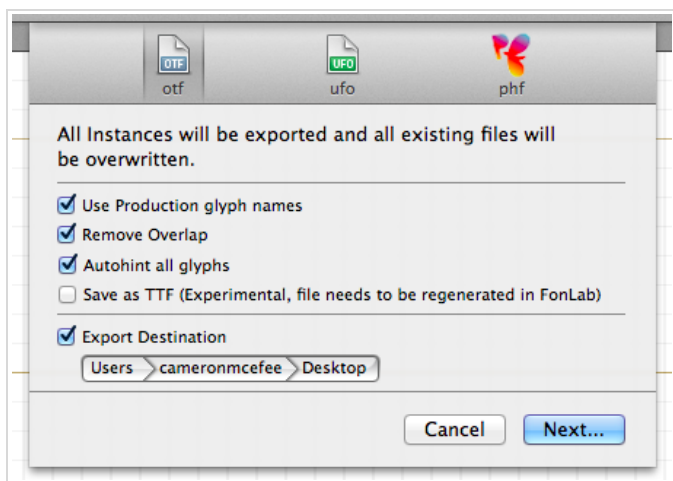 OTF
UFO
otf
ufo
phf
All Instances will be exported and all existing files will
be overwritten.
Use Production glyph names
Remove Overlap
Autohint all glyphs
Save as TTF (Experimental, file needs to be regenerated in FonLab)
Export Destination
Users cameronmcefee Desktop
Cancel Next...